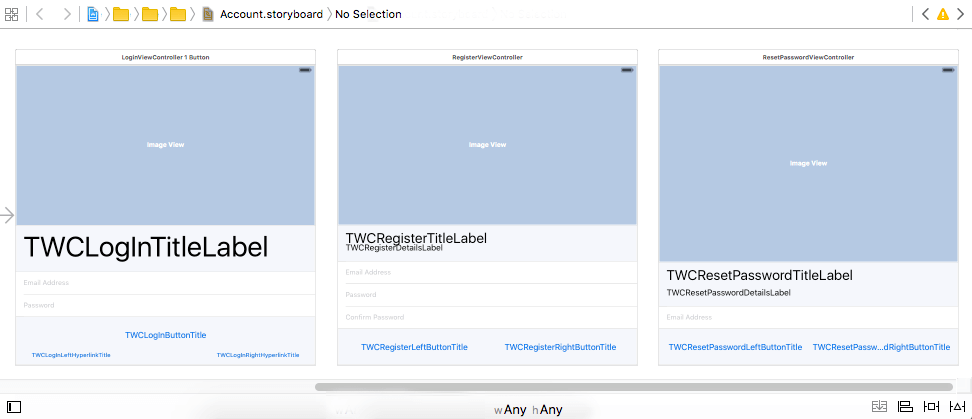 Account.storyboard No Selection
LoginViewController 1 Button
Image View
TWCLogInTitleLabel
Email Address
Password
TWCLogInButtonTitle
TWCLogInLeftHyperlinkTitle TWCLogInRightHyperlinkTitle
RegisterViewController
Image View
TWCRegisterTitleLabel
TWCRegisterDetailsLabel
Email Address
Password
Confirm Password
TWCRegisterLeftButtonTitle TWCRegisterRightButtonTitle
ResetPasswordViewController
Image View
TWCResetPasswordTitleLabel
TWCResetPasswordDetailsLabel
Email Address
TWCResetPasswordLeftButtonTitle TWCResetPassw...dRightButtonTitle
wAny hAny